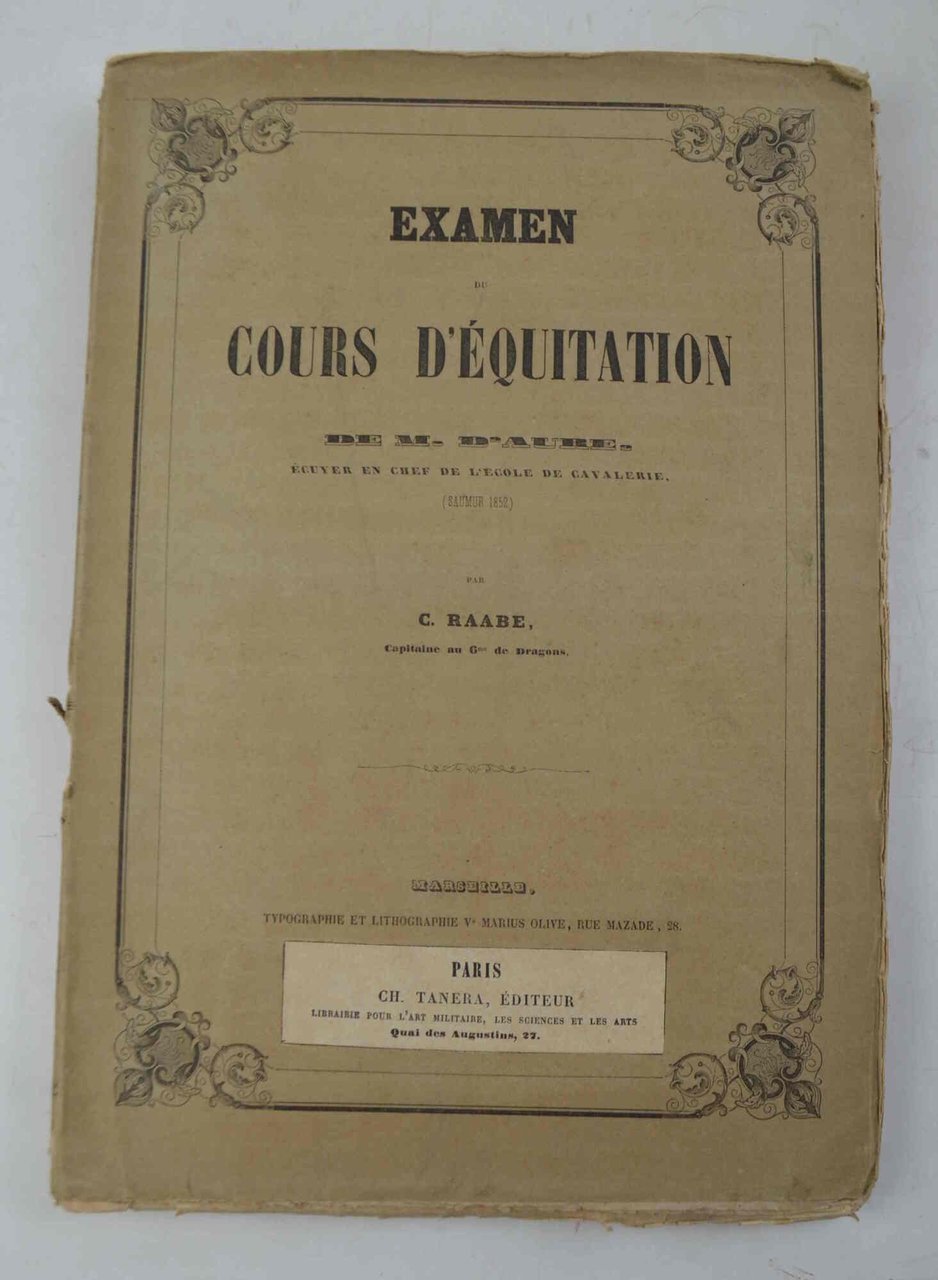 EXAMEN
DU
COURS D'ÉQUITATION
DE M. D'AURE,
ÉCUYER EN CHEF DE L'ÉCOLE DE CAVALERIE.
(SAUMUR 1852)
PAR
C. RAABE,
Capitaine au 6me de Dragons.
MARSEILLE,
TYPOGRAPHIE ET LITHOGRAPHIE Ve MARIUS OLIVE, RUE MAZADE, 28.
PARIS
CH. TANERA, ÉDITEUR
LIBRAIRIE POUR L'ART MILITAIRE, LES SCIENCES ET LES ARTS
Quai des Augustins, 27.